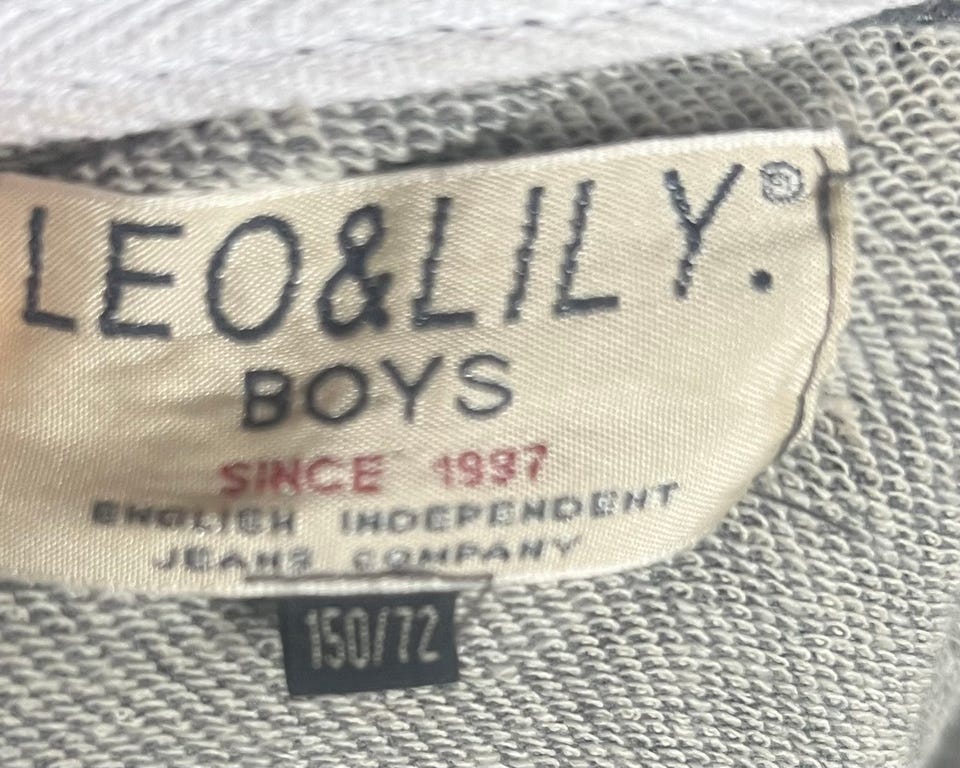 LEO&LILY.®
BOYS
SINCE 1997
ENGLISH INDEPENDENT
JEANS COMPANY
150/72